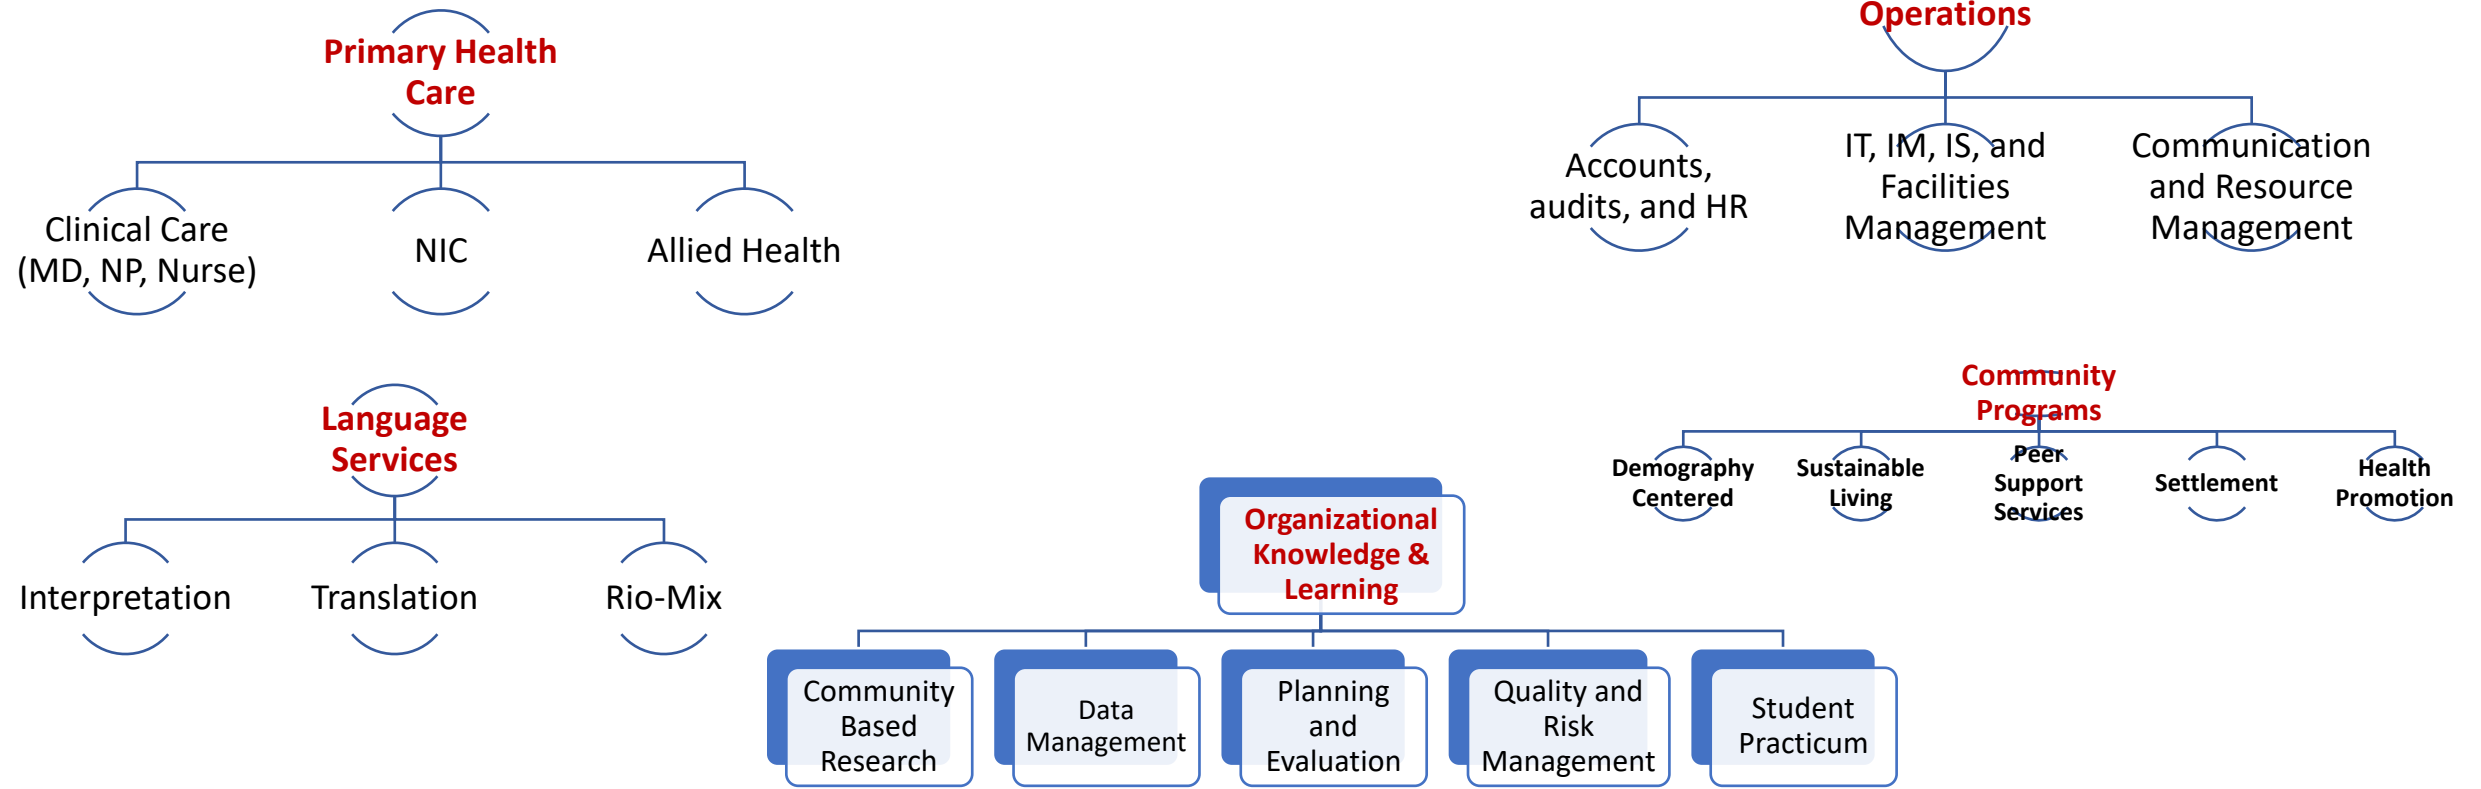 Primary Health
Care
Clinical Care
(MD, NP, Nurse)
NIC
Allied Health
Operations
Accounts,
audits, and HR
IT, IM, IS, and
Facilities
Management
Communication
and Resource
Management
Language
Services
Interpretation
Translation
Rio-Mix
Community
Programs
Demography
Centered
Sustainable
Living
Peer
Support
Services
Settlement
Health
Promotion
Organizational
Knowledge &
Learning
Community
Based
Research
Data
Management
Planning
and
Evaluation
Quality and
Risk
Management
Student
Practicum